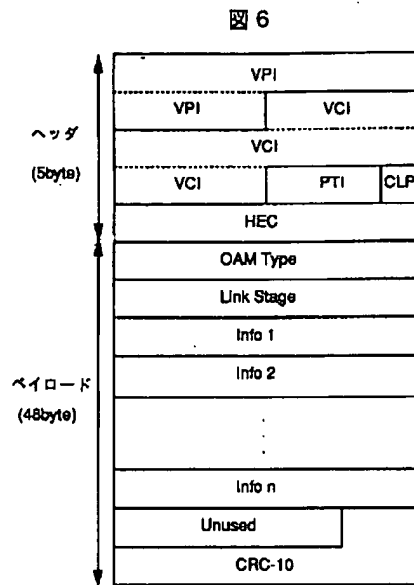 図 6
VPI
VPI VCI
ヘッダ
VCI
(5byte)
VCI PTI CLP
HEC
OAM Type
Link Stage
Info 1
Info 2
ペイロード
(48byte)
Info n
Unused
CRC-10